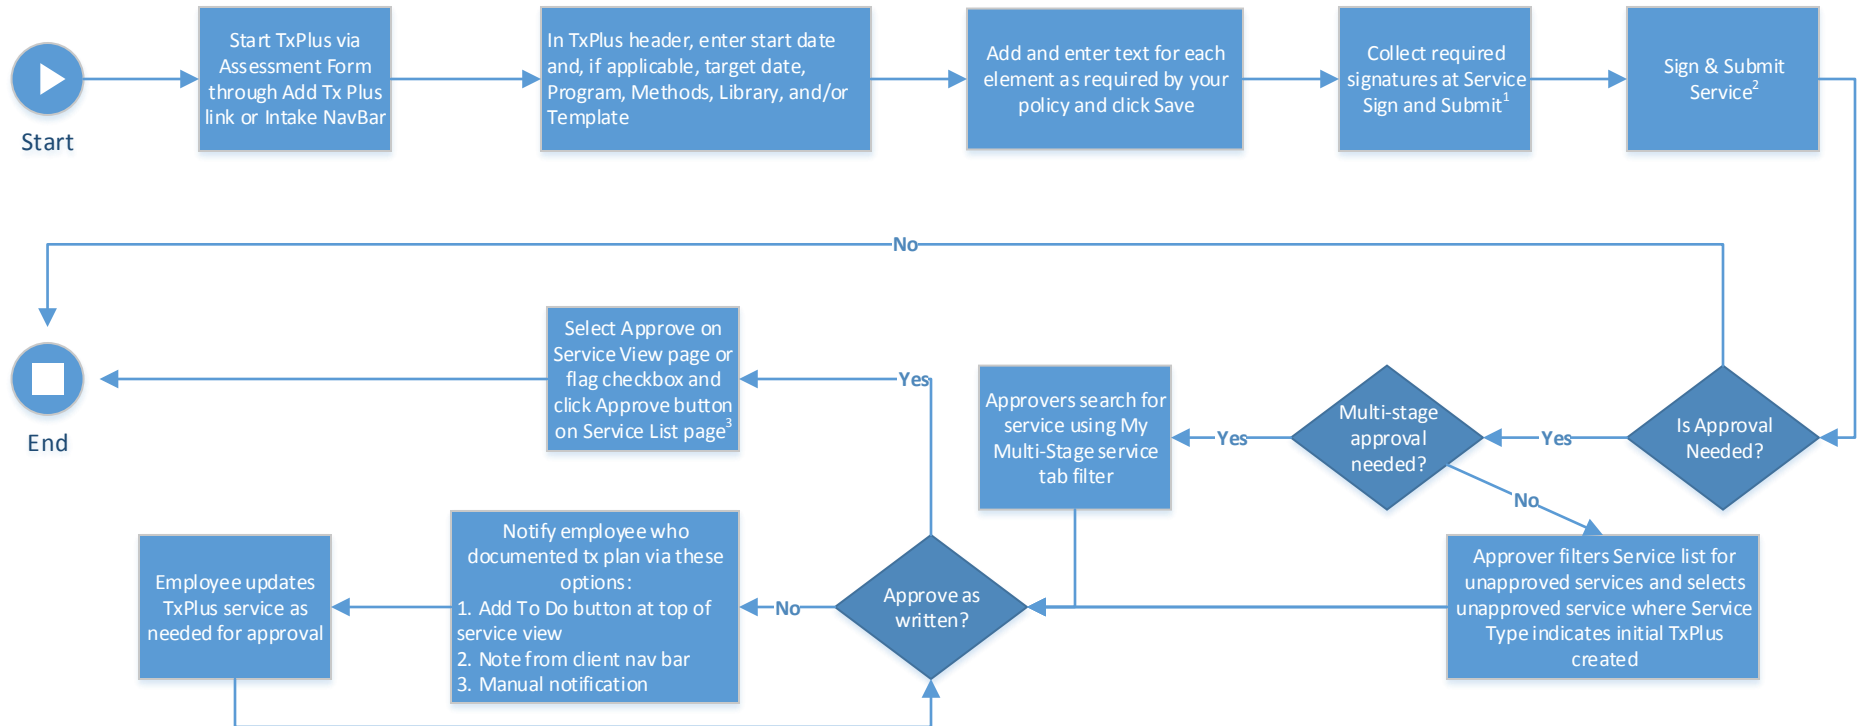 Start
Start TxPlus via
Assessment Form
through Add Tx Plus
link or Intake NavBar
In TxPlus header, enter start date
and, if applicable, target date,
Program, Methods, Library, and/or
Template
Add and enter text for each
element as required by your
policy and click Save
Collect required
signatures at Service
Sign and Submit1
Sign & Submit
Service2
No
End
Select Approve on
Service View page or
flag checkbox and
click Approve button
on Service List page3
Yes
Approvers search for
service using My
Multi-Stage service
tab filter
Yes
Multi-stage
approval
needed?
Yes
Is Approval
Needed?
No
Employee updates
TxPlus service as
needed for approval
Notify employee who
documented tx plan via these
options:
1. Add To Do button at top of
service view
2. Note from client nav bar
3. Manual notification
No
Approve as
written?
Approver filters Service list for
unapproved services and selects
unapproved service where Service
Type indicates initial TxPlus
created